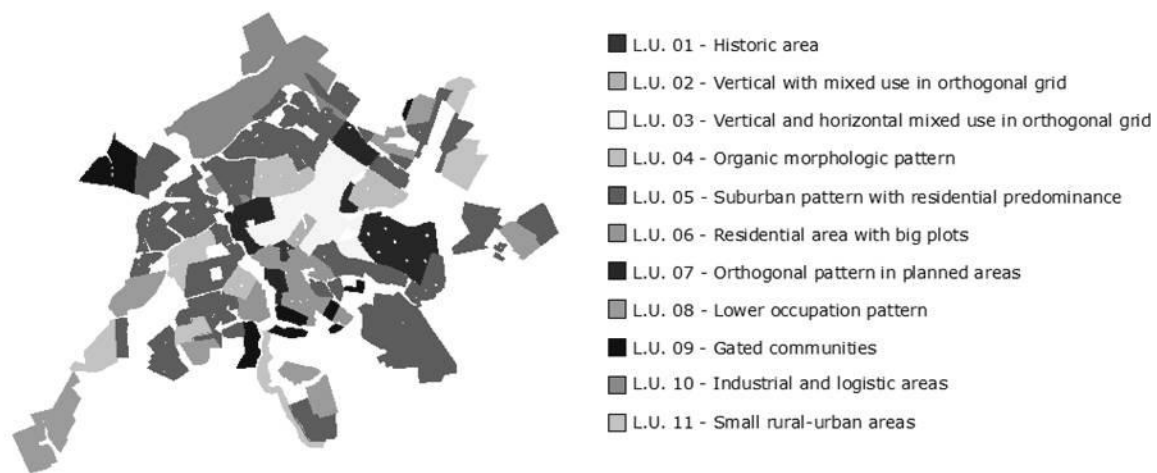 L.U. 01 - Historic area
L.U. 02 - Vertical with mixed use in orthogonal grid
L.U. 03 - Vertical and horizontal mixed use in orthogonal grid
L.U. 04 - Organic morphologic pattern
L.U. 05 - Suburban pattern with residential predominance
L.U. 06 - Residential area with big plots
L.U. 07 - Orthogonal pattern in planned areas
L.U. 08 - Lower occupation pattern
L.U. 09 - Gated communities
L.U. 10 - Industrial and logistic areas
L.U. 11 - Small rural-urban areas